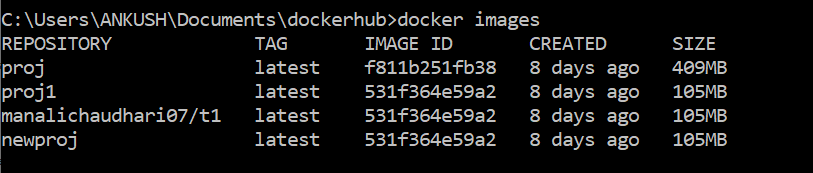 C:\Users\ANKUSH\Documents\dockerhub>docker images
REPOSITORY TAG IMAGE ID CREATED SIZE
proj latest f811b251fb38 8 days ago 409MB
proj1 latest 531f364e59a2 8 days ago 105MB
manalichaudhari07/t1 latest 531f364e59a2 8 days ago 105MB
newproj latest 531f364e59a2 8 days ago 105MB